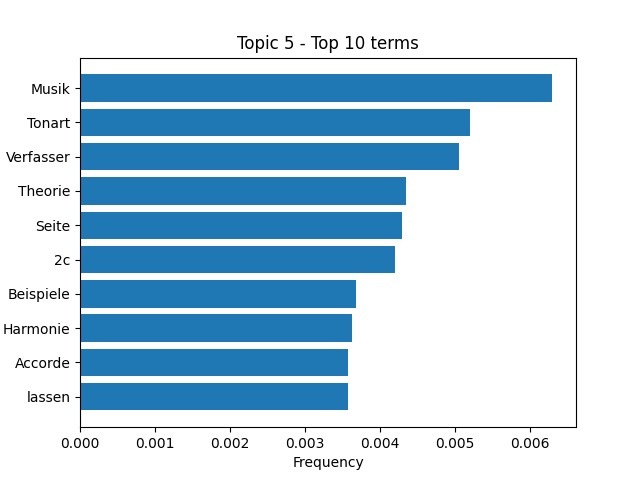 Topic 5 - Top 10 terms
Musik
Tonart
Verfasser
Theorie
Seite
2c
Beispiele
Harmonie
Accorde
lassen
0.000 0.001 0.002 0.003 0.004 0.005 0.006
Frequency